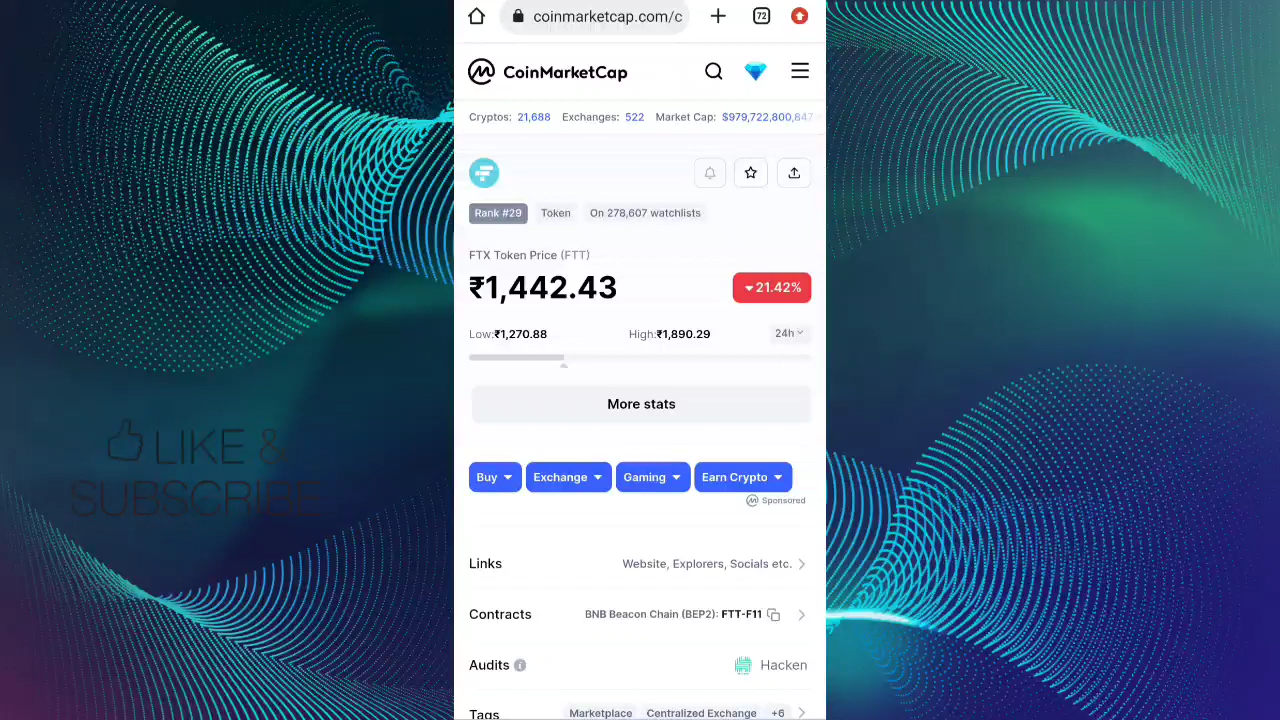 coinmarketcap.com/c
72
CoinMarketCap
Cryptos: 21,688 Exchanges: 522 Market Cap: $979,722,800,847
Rank #29 Token On 278,607 watchlists
FTX Token Price (FTT)
₹1,442.43
21.42%
Low:₹1,270.88 High:₹1,890.29 24h
More stats
Buy Exchange Gaming Earn Crypto
Sponsored
Links Website, Explorers, Socials etc.
Contracts BNB Beacon Chain (BEP2): FTT-F11
Audits Hacken
Tags Marketplace Centralized Exchange +6
LIKE &
SUBSCRIBE